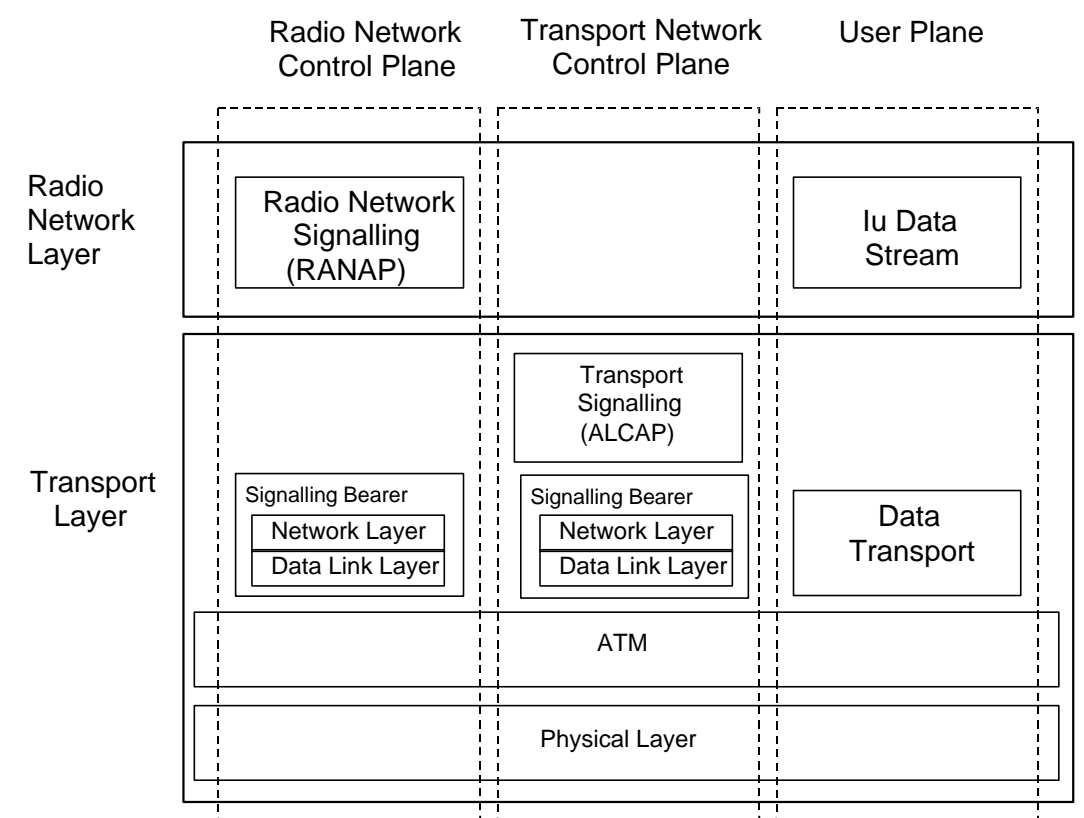 Radio Network
Control Plane
Transport Network
Control Plane
User Plane
Radio
Network
Layer
Radio Network
Signalling
(RANAP)
Iu Data
Stream
Transport
Layer
Transport
Signalling
(ALCAP)
Signalling Bearer
Network Layer
Data Link Layer
Signalling Bearer
Network Layer
Data Link Layer
Data
Transport
ATM
Physical Layer